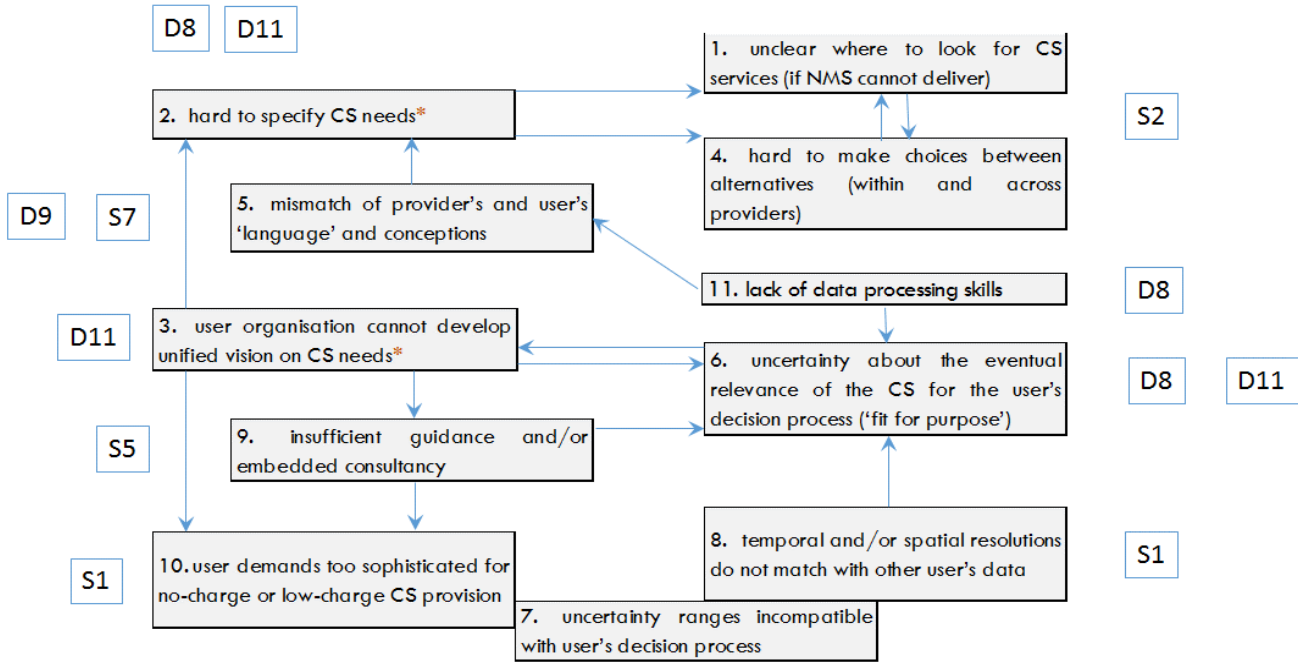 D8 D11
1. unclear where to look for CS
services (if NMS cannot deliver)
2. hard to specify CS needs*
S2
4. hard to make choices between
alternatives (within and across
providers)
5. mismatch of provider's and user's
'language' and conceptions
D9 S7
11. lack of data processing skills
D8
3. user organisation cannot develop
unified vision on CS needs*
D11
6. uncertainty about the eventual
relevance of the CS for the user's
decision process ('fit for purpose')
D8 D11
9. insufficient guidance and/or
embedded consultancy
S5
8. temporal and/or spatial resolutions
do not match with other user's data
S1
10. user demands too sophisticated for
no-charge or low-charge CS provision
S1
7. uncertainty ranges incompatible
with user's decision process